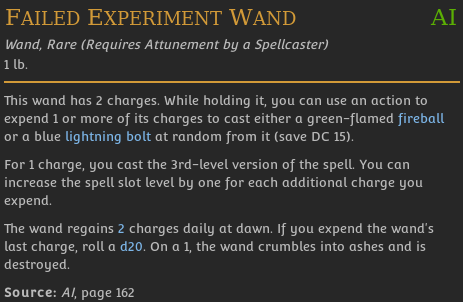 Failed Experiment Wand AI
Wand, Rare (Requires Attunement by a Spellcaster)
1 lb.
This wand has 2 charges. While holding it, you can use an action to
expend 1 or more of its charges to cast either a green-flamed fireball
or a blue lightning bolt at random from it (save DC 15).
For 1 charge, you cast the 3rd-level version of the spell. You can
increase the spell slot level by one for each additional charge you
expend.
The wand regains 2 charges daily at dawn. If you expend the wand's
last charge, roll a d20. On a 1, the wand crumbles into ashes and is
destroyed.
Source: AI, page 162